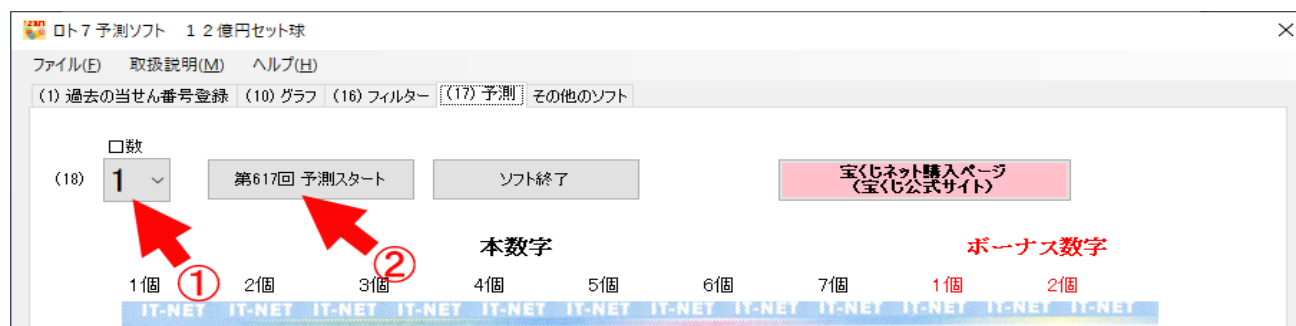 ロト7予測ソフト 12億円セット球
ファイル(F) 取扱説明(M) ヘルプ(H)
(1) 過去の当せん番号登録 (10) グラフ (16) フィルター (17) 予測 その他のソフト
口数
(18) 1 第617回 予測スタート ソフト終了 宝くじネット購入ページ
(宝くじ公式サイト)
① ②
本数字 ボーナス数字
1個 2個 3個 4個 5個 6個 7個 1個 2個
IT-NET IT-NET IT-NET IT-NET IT-NET IT-NET IT-NET IT-NET IT-NET IT-NET IT-NET IT-NET